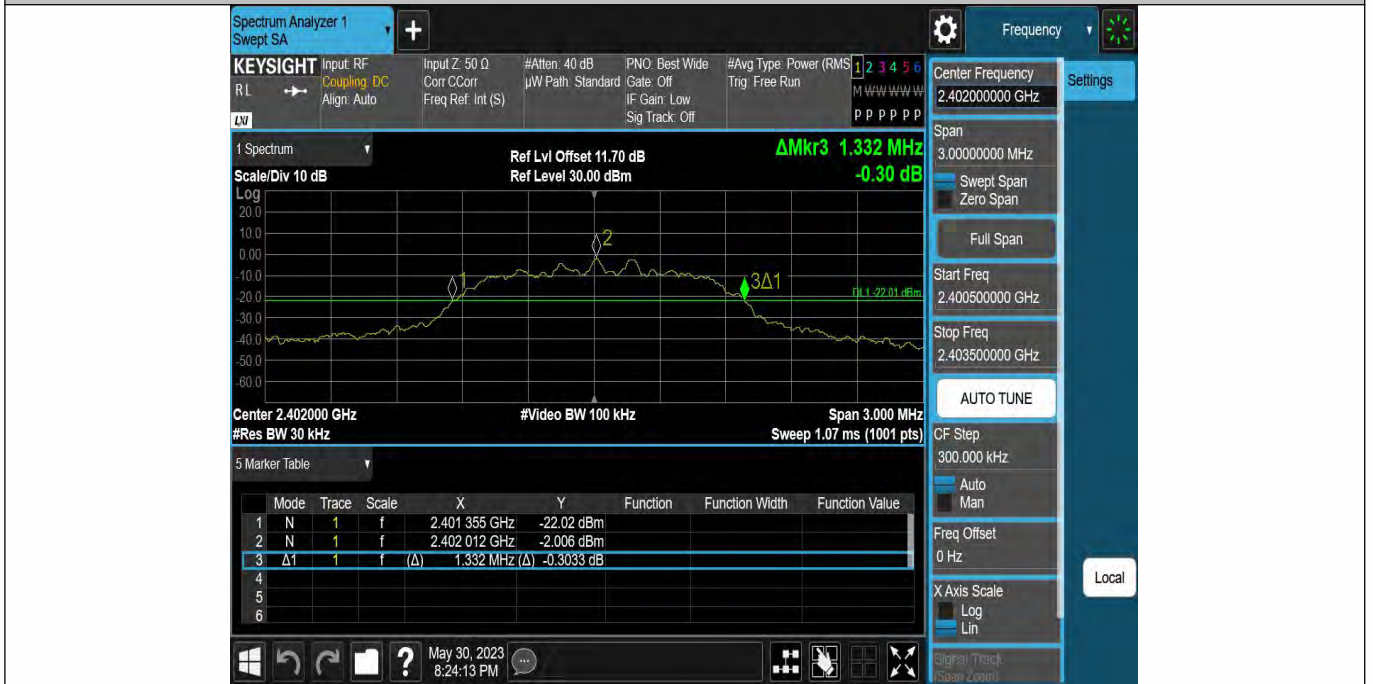 Spectrum Analyzer 1
Swept SA
+
Frequency
KEYSIGHT
RL
LXI
Input: RF
Coupling: DC
Align: Auto
Input Z: 50 Ω
Corr CCorr
Freq Ref: Int (S)
#Atten: 40 dB
µW Path: Standard
PNO: Best Wide
Gate: Off
IF Gain: Low
Sig Track: Off
#Avg Type: Power (RMS
Trig: Free Run
1 2 3 4 5 6
M W W W W W
P P P P P P
1 Spectrum
Scale/Div 10 dB
Ref Lvl Offset 11.70 dB
Ref Level 30.00 dBm
ΔMkr3 1.332 MHz
-0.30 dB
Log
20.0
10.0
0.00
-10.0
-20.0
-30.0
-40.0
-50.0
-60.0
1
2
3Δ1
DL1 -22.01 dBm
Center 2.402000 GHz
#Video BW 100 kHz
Span 3.000 MHz
#Res BW 30 kHz
Sweep 1.07 ms (1001 pts)
5 Marker Table
Mode Trace Scale X Y Function Function Width Function Value
1 N 1 f 2.401 355 GHz -22.02 dBm
2 N 1 f 2.402 012 GHz -2.006 dBm
3 Δ1 1 f (Δ) 1.332 MHz (Δ) -0.3033 dB
4
5
6
?
May 30, 2023
8:24:13 PM
Center Frequency
2.402000000 GHz
Settings
Span
3.00000000 MHz
Swept Span
Zero Span
Full Span
Start Freq
2.400500000 GHz
Stop Freq
2.403500000 GHz
AUTO TUNE
CF Step
300.000 kHz
Auto
Man
Freq Offset
0 Hz
X Axis Scale
Log
Lin
Local
Signal Track
(Span Zoom)